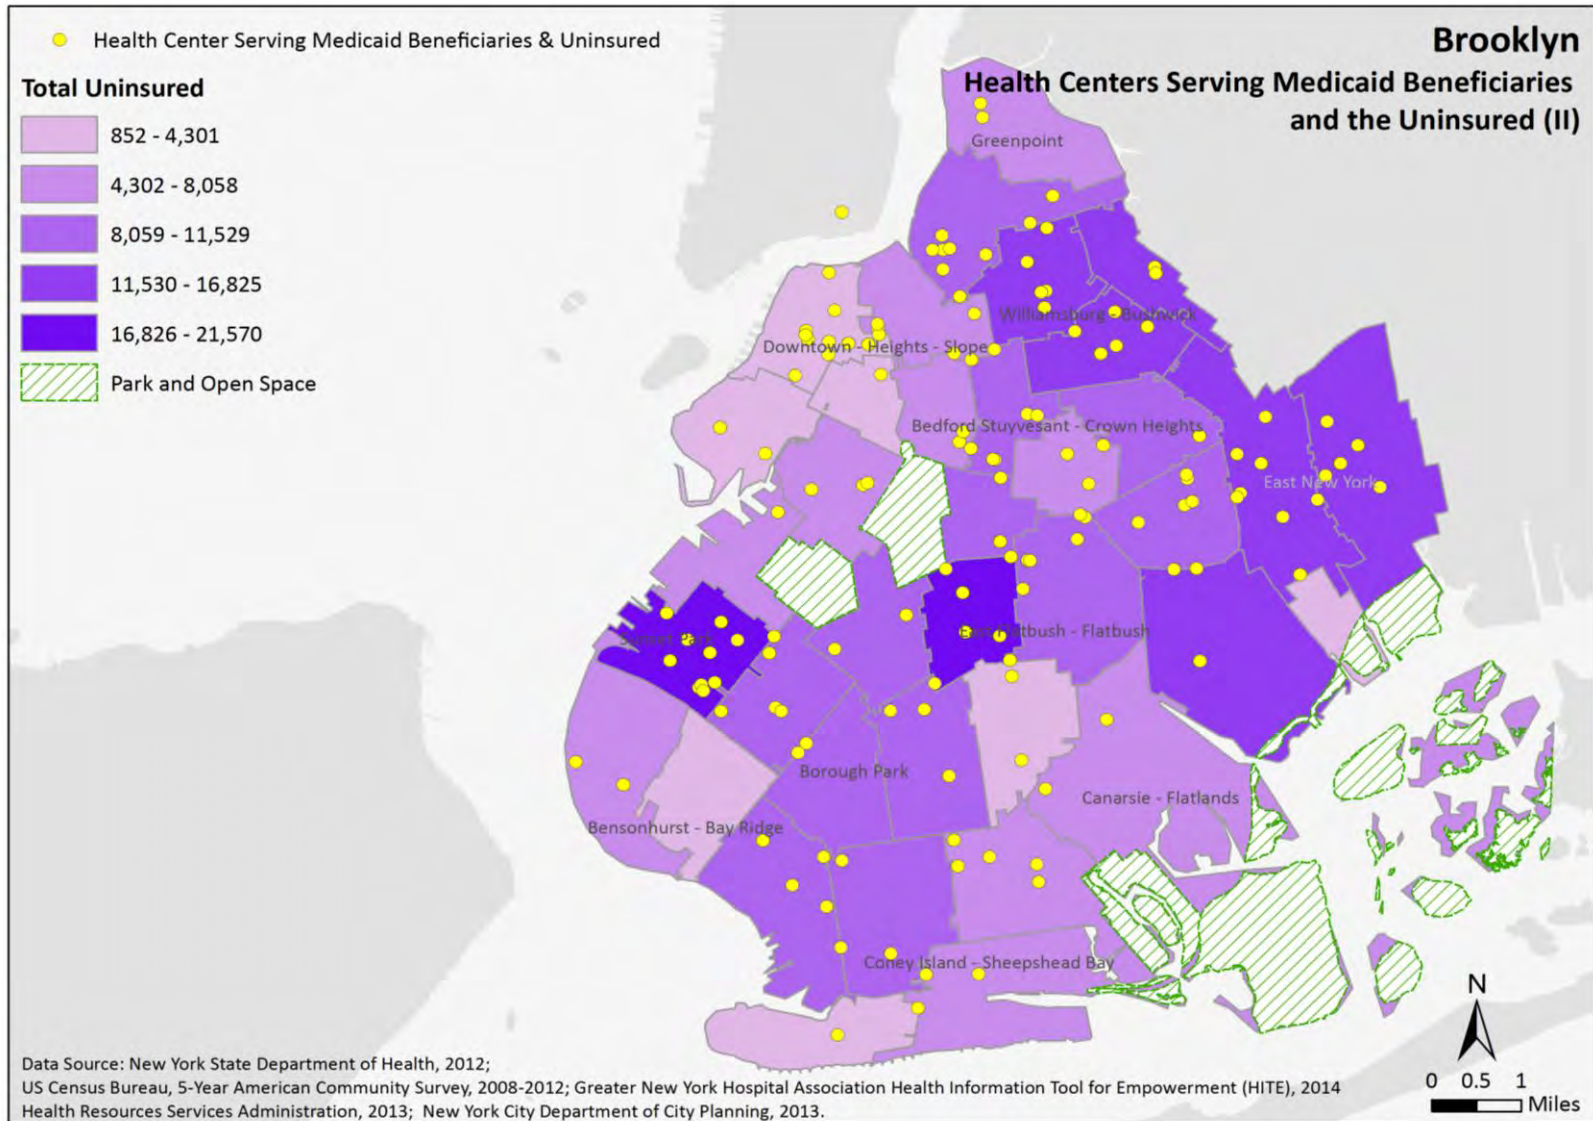 Health Center Serving Medicaid Beneficiaries & Uninsured
Brooklyn
Health Centers Serving Medicaid Beneficiaries
and the Uninsured (II)
Total Uninsured
852 - 4,301
4,302 - 8,058
8,059 - 11,529
11,530 - 16,825
16,826 - 21,570
Park and Open Space
Greenpoint
Williamsburg - Bushwick
Downtown - Heights - Slope
Bedford Stuyvesant - Crown Heights
East New York
Sunset Park
East Flatbush - Flatbush
Borough Park
Canarsie - Flatlands
Bensonhurst - Bay Ridge
Coney Island - Sheepshead Bay
N
0 0.5 1
Miles
Data Source: New York State Department of Health, 2012;
US Census Bureau, 5-Year American Community Survey, 2008-2012; Greater New York Hospital Association Health Information Tool for Empowerment (HITE), 2014
Health Resources Services Administration, 2013; New York City Department of City Planning, 2013.